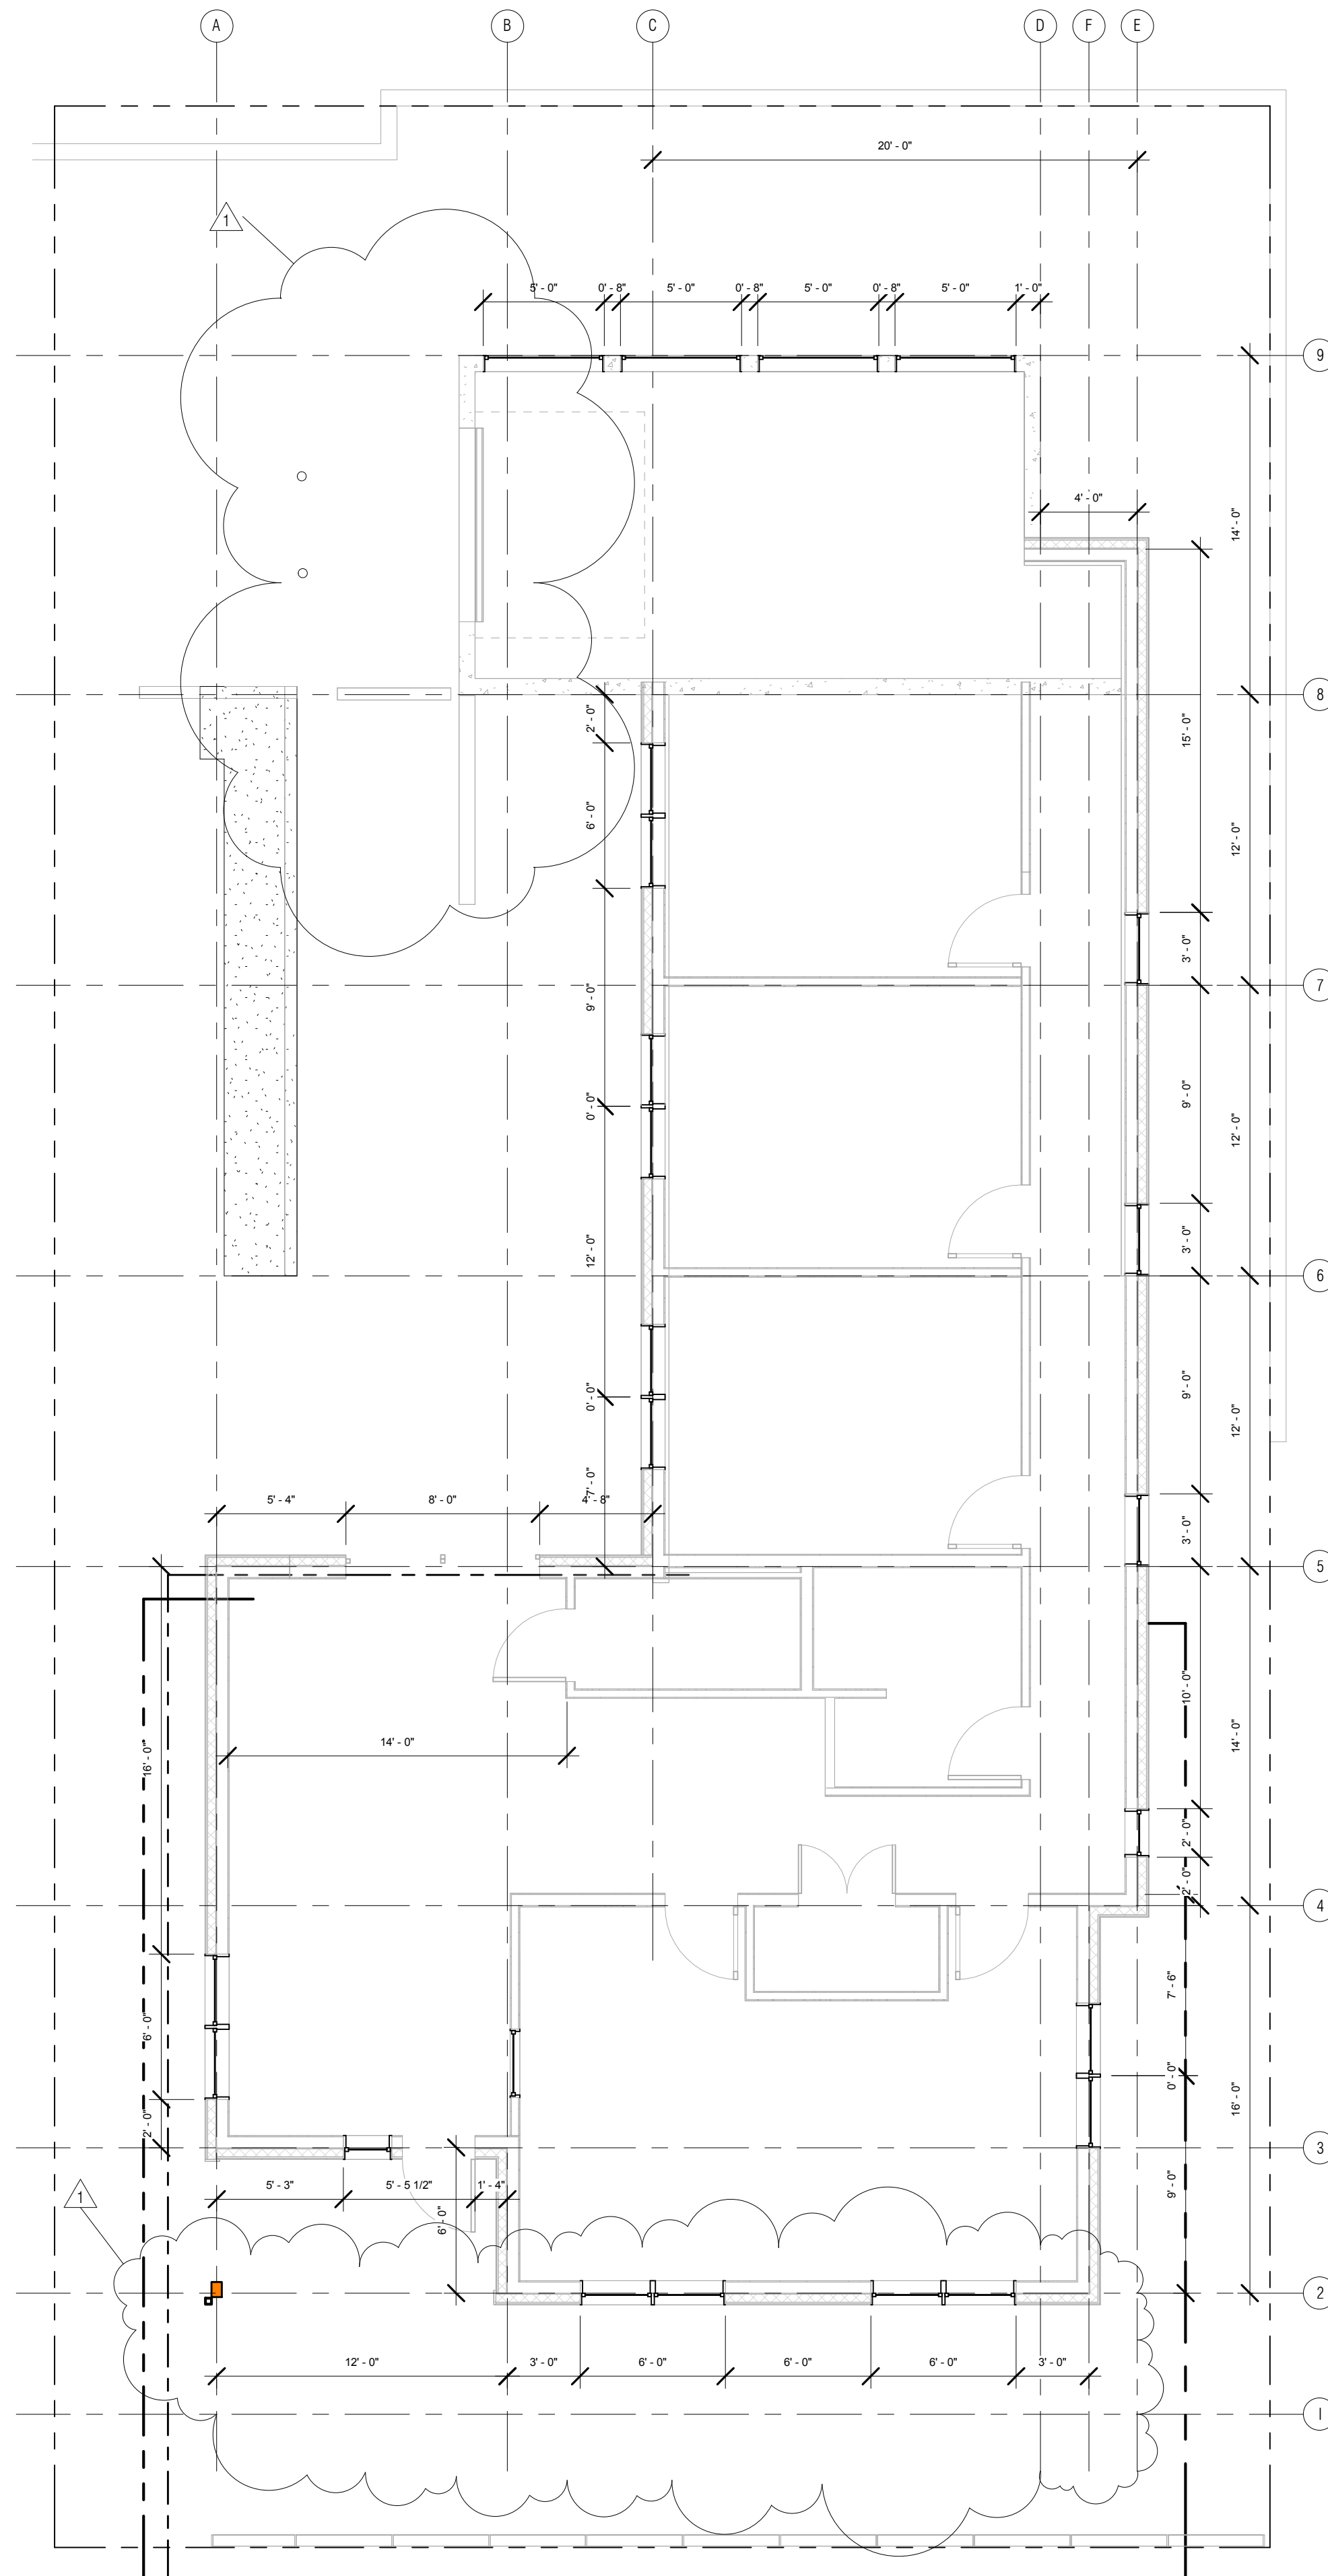 A B C D F E
20' - 0"
1
5' - 0" 0' - 8" 5' - 0" 0' - 8" 5' - 0" 0' - 8" 5' - 0" 1' - 0"
9
4' - 0"
14' - 0"
8
2' - 0"
15' - 0"
6' - 0"
12' - 0"
3' - 0"
7
9' - 0"
9' - 0"
0' - 0"
12' - 0"
3' - 0"
12' - 0"
6
9' - 0"
0' - 0"
12' - 0"
7' - 0"
5' - 4" 8' - 0" 4' - 8"
3' - 0"
5
10' - 0"
14' - 0"
14' - 0"
16' - 0"
2' - 0"
2' - 0"
4
7' - 6"
6' - 0"
0' - 0"
16' - 0"
2' - 0"
3
5' - 3" 5' - 5 1/2" 1' - 4"
9' - 0"
1
6' - 0"
2
12' - 0" 3' - 0" 6' - 0" 6' - 0" 6' - 0" 3' - 0"
1